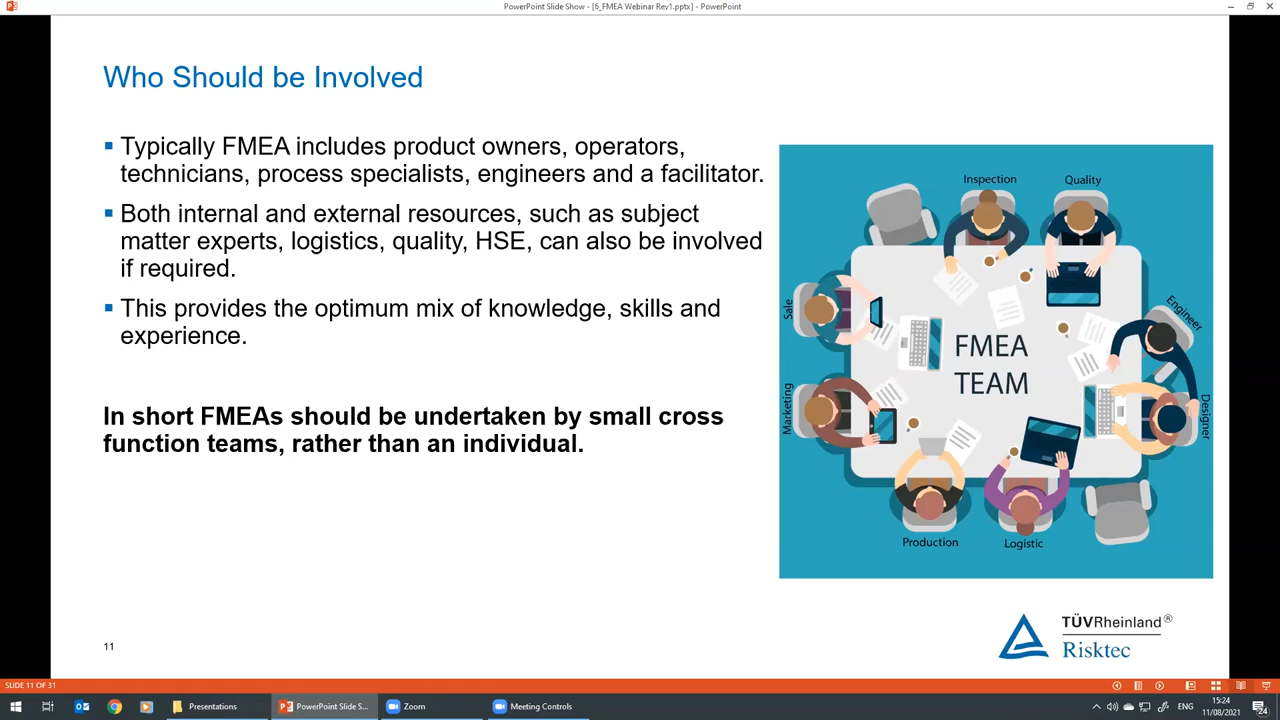 PowerPoint Slide Show - [6_FMEA Webinar Rev1.pptx] - PowerPoint
Who Should be Involved
Typically FMEA includes product owners, operators,
technicians, process specialists, engineers and a facilitator.
Both internal and external resources, such as subject
matter experts, logistics, quality, HSE, can also be involved
if required.
This provides the optimum mix of knowledge, skills and
experience.
In short FMEAs should be undertaken by small cross
function teams, rather than an individual.
Inspection
Quality
Sale
Engineer
FMEA
TEAM
Marketing
Designer
Production
Logistic
11
TÜVRheinland®
Risktec
SLIDE 11 OF 31
Presentations
PowerPoint Slide S...
Zoom
Meeting Controls
ENG
15:24
11/08/2021
24